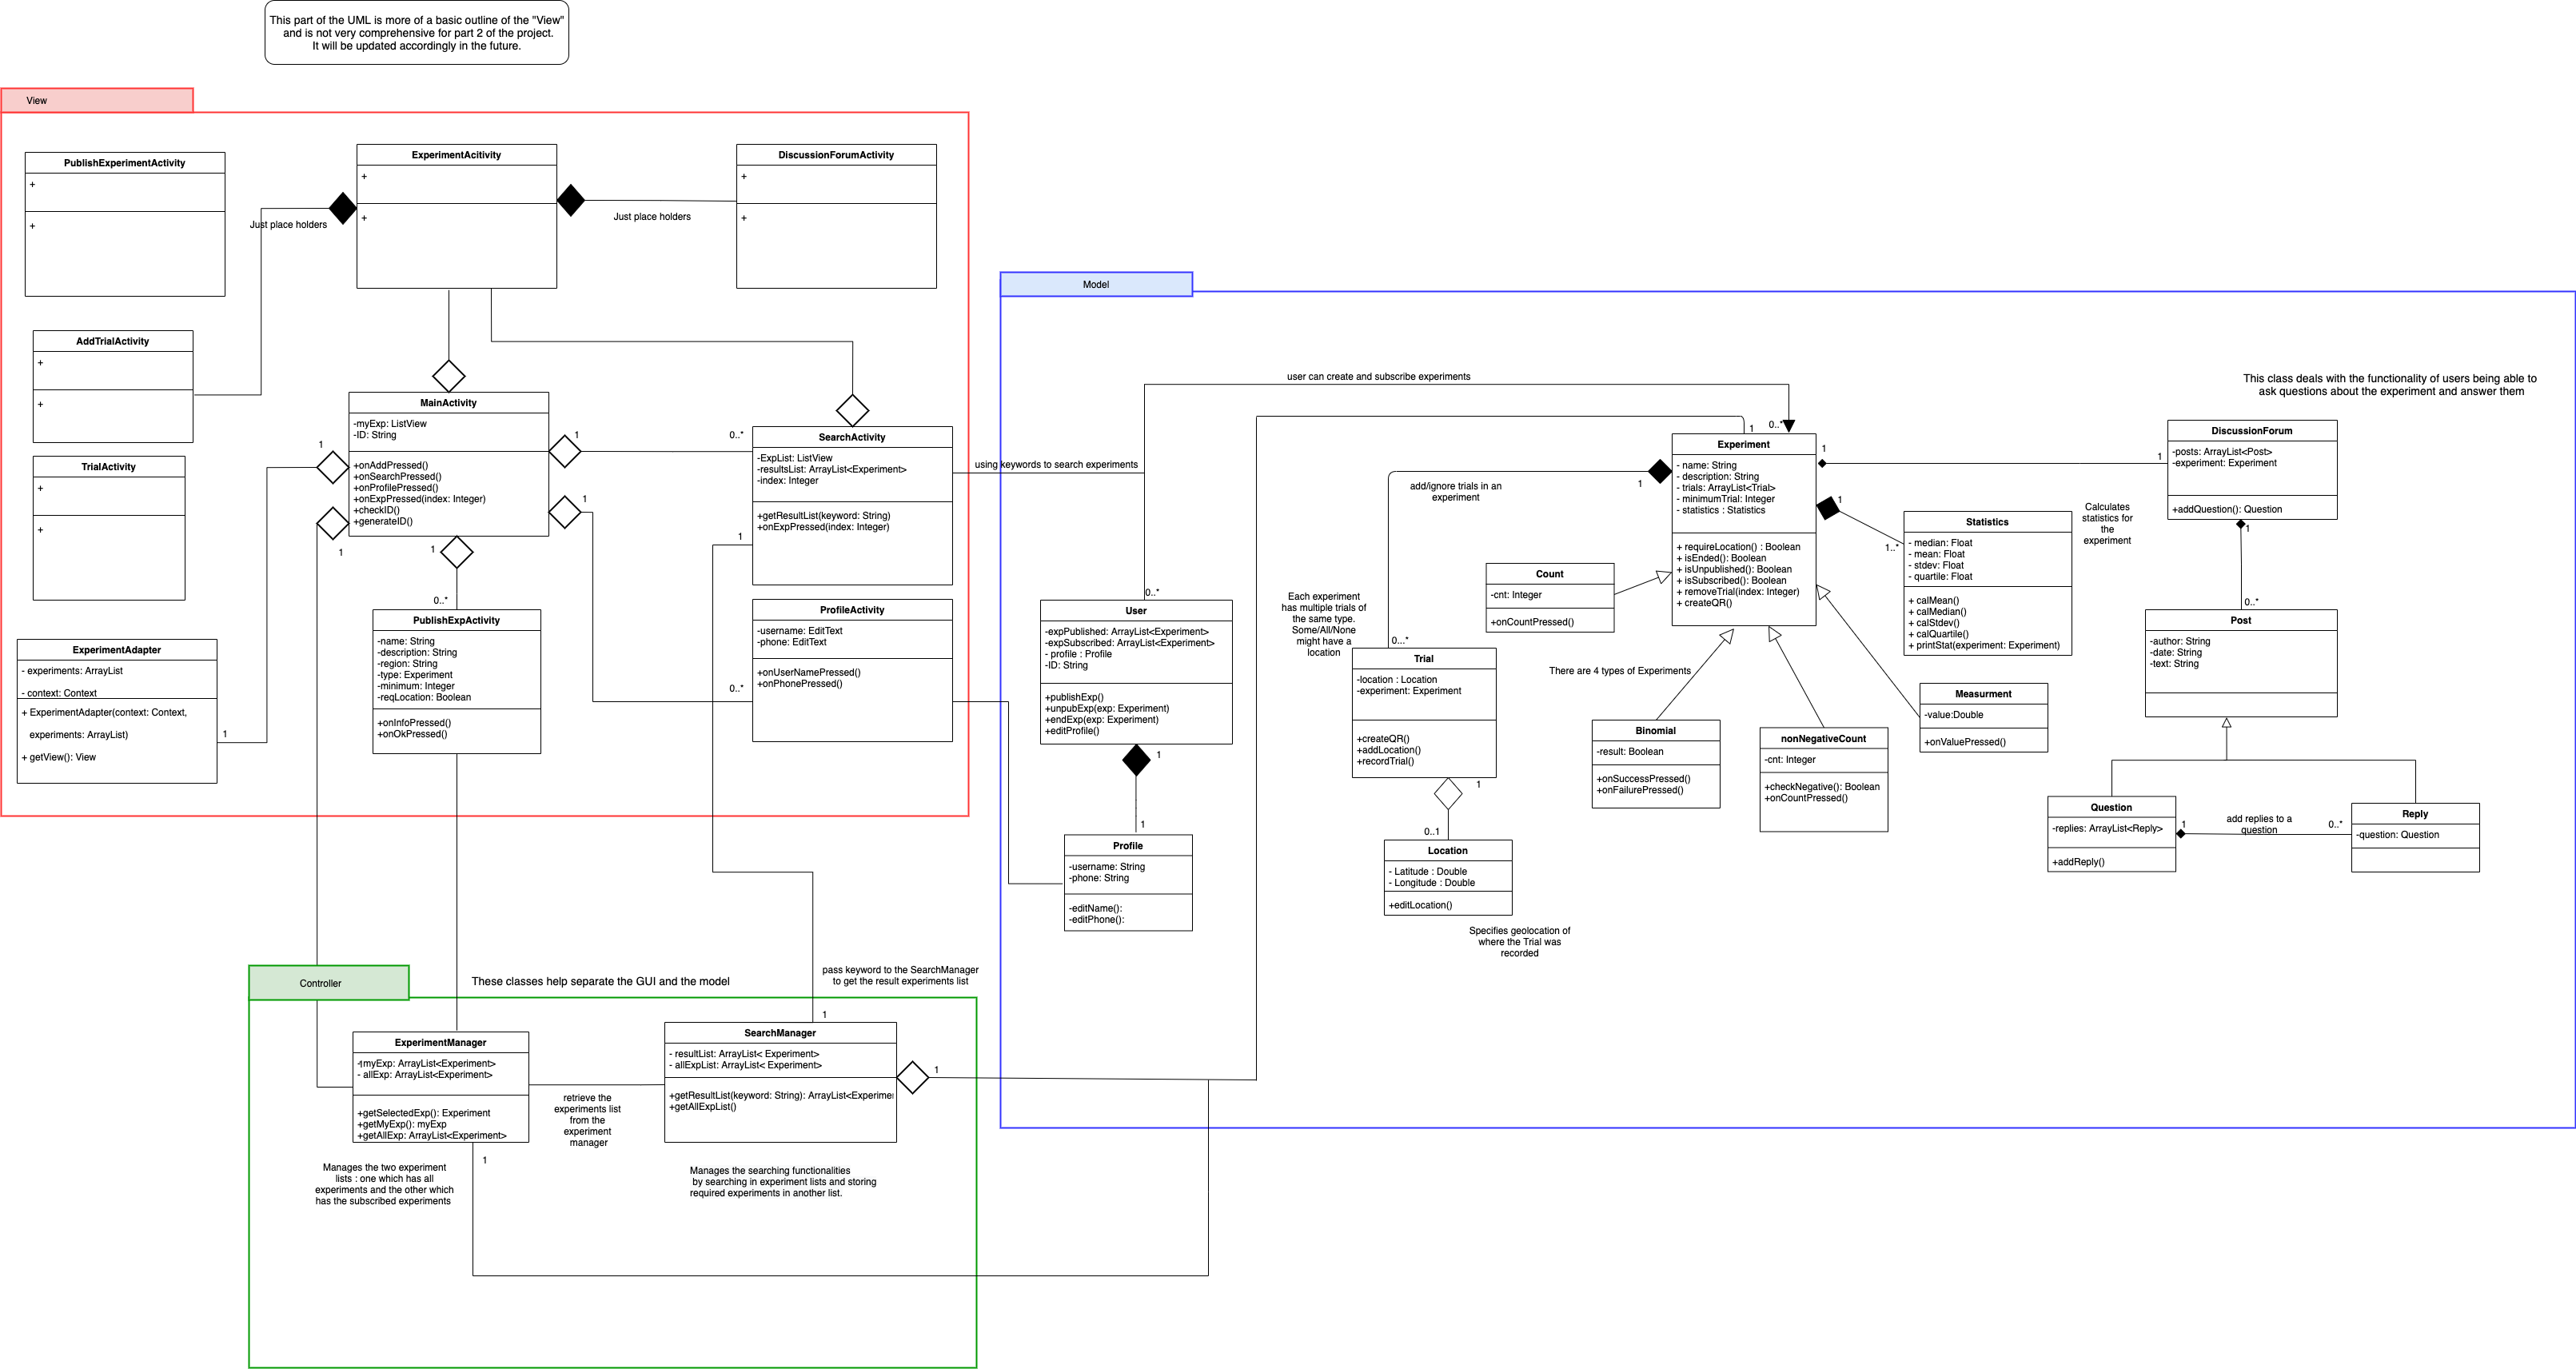 This part of the UML is more of a basic outline of the "View"
and is not very comprehensive for part 2 of the project.
It will be updated accordingly in the future.
View
PublishExperimentActivity
+
+
ExperimentAcitivity
+
+
DiscussionForumActivity
+
+
Just place holders
Just place holders
AddTrialActivity
+
+
TrialActivity
+
+
MainActivity
-myExp: ListView
-ID: String
+onAddPressed()
+onSearchPressed()
+onProfilePressed()
+onExpPressed(index: Integer)
+checkID()
+generateID()
1
1
1
0..*
1
1
0..*
0..*
1
1
SearchActivity
-ExpList: ListView
-resultsList: ArrayList<Experiment>
-index: Integer
+getResultList(keyword: String)
+onExpPressed(index: Integer)
ProfileActivity
-username: EditText
-phone: EditText
+onUserNamePressed()
+onPhonePressed()
PublishExpActivity
-name: String
-description: String
-region: String
-type: Experiment
-minimum: Integer
-reqLocation: Boolean
+onInfoPressed()
+onOkPressed()
ExperimentAdapter
- experiments: ArrayList
- context: Context
+ ExperimentAdapter(context: Context,
experiments: ArrayList)
+ getView(): View
Model
user can create and subscribe experiments
using keywords to search experiments
User
-expPublished: ArrayList<Experiment>
-expSubscribed: ArrayList<Experiment>
- profile : Profile
-ID: String
+publishExp()
+unpubExp(exp: Experiment)
+endExp(exp: Experiment)
+editProfile()
0..*
1
1
Profile
-username: String
-phone: String
-editName():
-editPhone():
Experiment
- name: String
- description: String
- trials: ArrayList<Trial>
- minimumTrial: Integer
- statistics : Statistics
+ requireLocation() : Boolean
+ isEnded(): Boolean
+ isUnpublished(): Boolean
+ isSubscribed(): Boolean
+ removeTrial(index: Integer)
+ createQR()
1
0..*
1
1
1
1
1..*
add/ignore trials in an
experiment
Each experiment
has multiple trials of
the same type.
Some/All/None
might have a
location
0...*
Trial
-location : Location
-experiment: Experiment
+createQR()
+addLocation()
+recordTrial()
1
0..1
Location
- Latitude : Double
- Longitude : Double
+editLocation()
Specifies geolocation of
where the Trial was
recorded
Count
-cnt: Integer
+onCountPressed()
There are 4 types of Experiments
Binomial
-result: Boolean
+onSuccessPressed()
+onFailurePressed()
nonNegativeCount
-cnt: Integer
+checkNegative(): Boolean
+onCountPressed()
Measurment
-value:Double
+onValuePressed()
Statistics
- median: Float
- mean: Float
- stdev: Float
- quartile: Float
+ calMean()
+ calMedian()
+ calStdev()
+ calQuartile()
+ printStat(experiment: Experiment)
Calculates
statistics for
the
experiment
This class deals with the functionality of users being able to
ask questions about the experiment and answer them
DiscussionForum
-posts: ArrayList<Post>
-experiment: Experiment
+addQuestion(): Question
1
0..*
Post
-author: String
-date: String
-text: String
Question
-replies: ArrayList<Reply>
+addReply()
1
add replies to a
question
0..*
Reply
-question: Question
Controller
These classes help separate the GUI and the model
pass keyword to the SearchManager
to get the result experiments list
1
ExperimentManager
-myExp: ArrayList<Experiment>
- allExp: ArrayList<Experiment>
+getSelectedExp(): Experiment
+getMyExp(): myExp
+getAllExp: ArrayList<Experiment>
1
retrieve the
experiments list
from the
experiment
manager
SearchManager
- resultList: ArrayList< Experiment>
- allExpList: ArrayList< Experiment>
+getResultList(keyword: String): ArrayList<Experime
+getAllExpList()
1
Manages the two experiment
lists : one which has all
experiments and the other which
has the subscribed experiments
Manages the searching functionalities
by searching in experiment lists and storing
required experiments in another list.